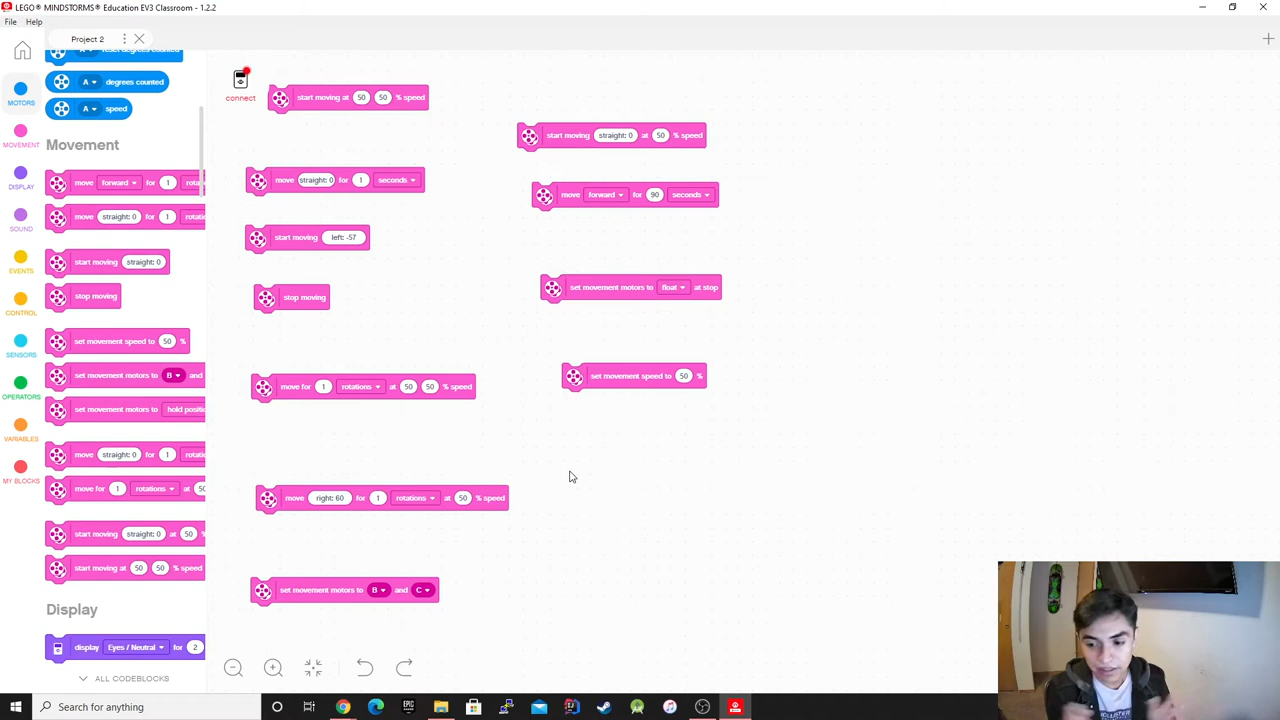 LEGO® MINDSTORMS® Education EV3 Classroom - 1.2.2
File Help
Project 2
degrees counted
MOTORS
A degrees counted
A speed
connect
MOVEMENT
DISPLAY
SOUND
EVENTS
CONTROL
SENSORS
OPERATORS
VARIABLES
MY BLOCKS
Movement
move forward for 1
move straight: 0 for 1
start moving straight: 0
stop moving
set movement speed to 50 %
set movement motors to B and
set movement motors to hold
move straight: 0 for 1
move for 1 rotations at
start moving straight: 0 at 50 %
start moving at 50 50 % speed
Display
display Eyes / Neutral for 2
ALL CODEBLOCKS
start moving at 50 50 % speed
start moving straight: 0 at 50 % speed
move straight: 0 for 1 seconds
move forward for 90 seconds
start moving left: -57
set movement motors to float at stop
stop moving
set movement speed to 50 %
move for 1 rotations at 50 50 % speed
move right: 60 for 1 rotations at 50 % speed
set movement motors to B and C
Search for anything
EPIC